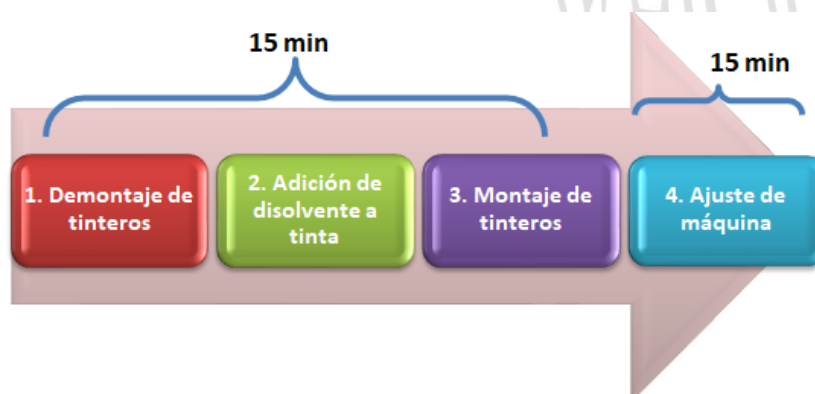 15 min
15 min
1. Demontaje de
tinteros
2. Adición de
disolvente a
tinta
3. Montaje de
tinteros
4. Ajuste de
máquina